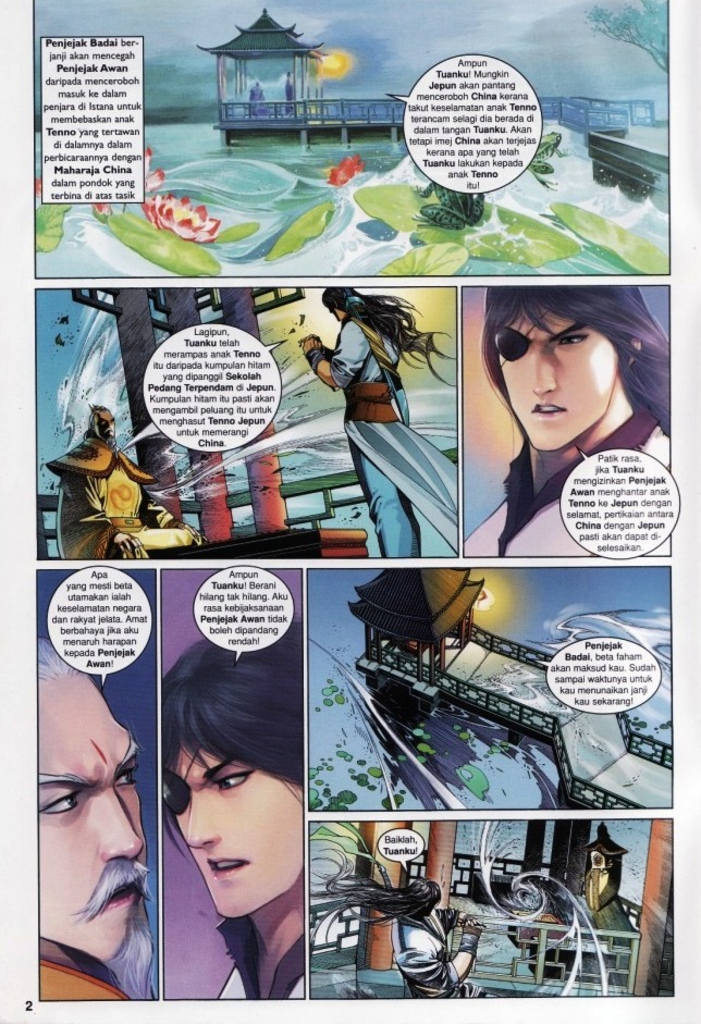 Penjejak Badai ber-
janji akan mencegah
Penjejak Awan
daripada menceroboh
masuk ke dalam
penjara di Istana untuk
membebaskan anak
Tenno yang tertawan
di dalamya dalam
perbicaraannya dengan
Maharaja China
dalam pondok yang
terbina di atas tasik
Ampun
Tuanku! Mungkin
Jepun akan pantang
menceroboh China kerana
takut keselamatan anak Tenno
terancam selagi dia berada di
dalam tangan Tuanku. Akan
tetapi imej China akan terjejas
kerana apa yang telah
Tuanku lakukan kepada
anak Tenno
itu!
Lagipun,
Tuanku telah
merampas anak Tenno
itu daripada kumpulan hitam
yang dipanggil Sekolah
Pedang Terpendam di Jepun.
Kumpulan hitam itu pasti akan
mengambil peluang itu untuk
menghasut Tenno Jepun
untuk memerangi
China.
Patik rasa,
jika Tuanku
mengizinkan Penjejak
Awan menghantar anak
Tenno ke Jepun dengan
selamat, pertikaian antara
China dengan Jepun
pasti akan di-
selesaikan.
Apa
yang mesti beta
utamakan ialah
keselamatan negara
dan rakyat jelata. Amat
berbahaya jika aku
menaruh harapan
kepada Penjejak
Awan!
Ampun
Tuanku! Berani
hilang tak hilang. Aku
rasa kebijaksanaan
Penjejak Awan tidak
boleh dipandang
rendah!
Penjejak
Badai, beta faham
akan maksud kau. Sudah
sampai waktunya untuk
kau menunaikan janji
kau sekarang!
Baiklah,
Tuanku!
2